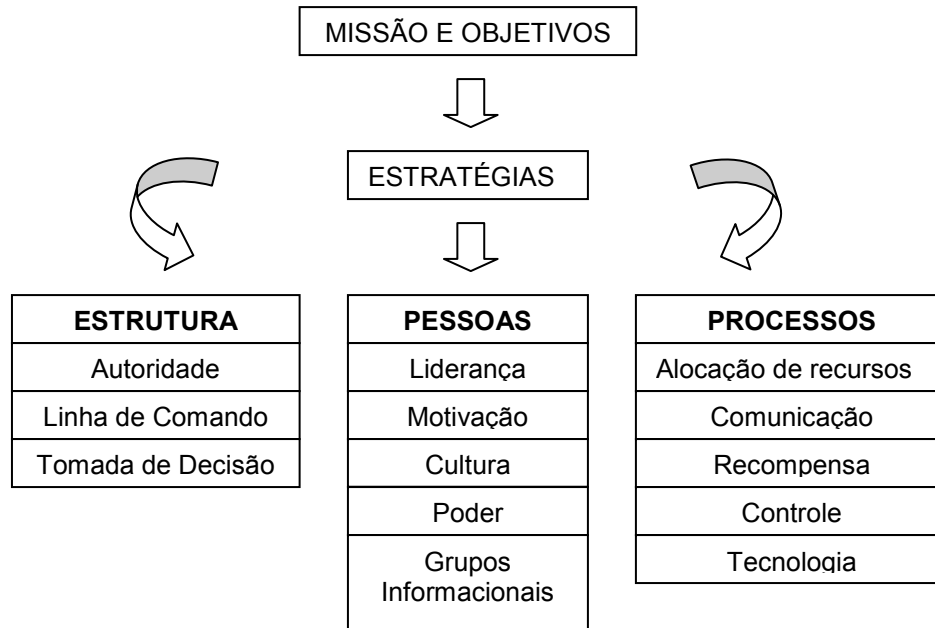 MISSÃO E OBJETIVOS
ESTRATÉGIAS
ESTRUTURA
Autoridade
Linha de Comando
Tomada de Decisão
PESSOAS
Liderança
Motivação
Cultura
Poder
Grupos
Informacionais
PROCESSOS
Alocação de recursos
Comunicação
Recompensa
Controle
Tecnologia